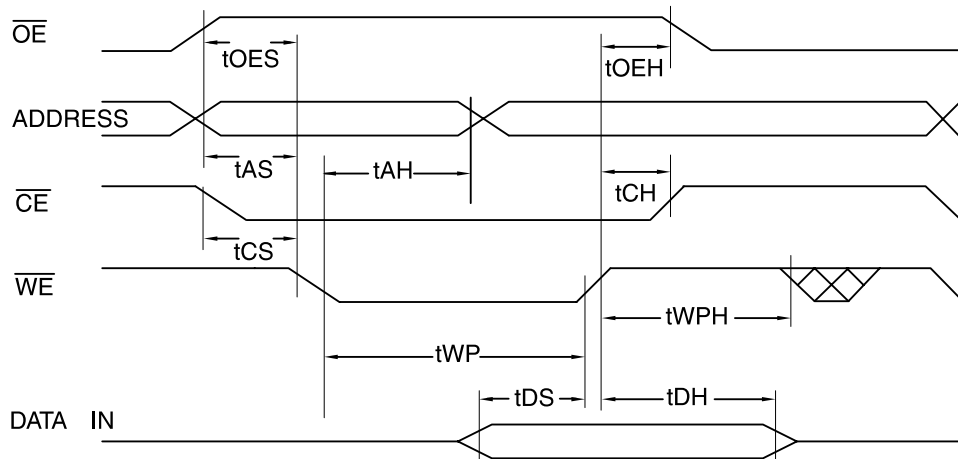 OE
tOES
tOEH
ADDRESS
tAS
tAH
tCH
CE
tCS
WE
tWPH
tWP
tDS
tDH
DATA IN